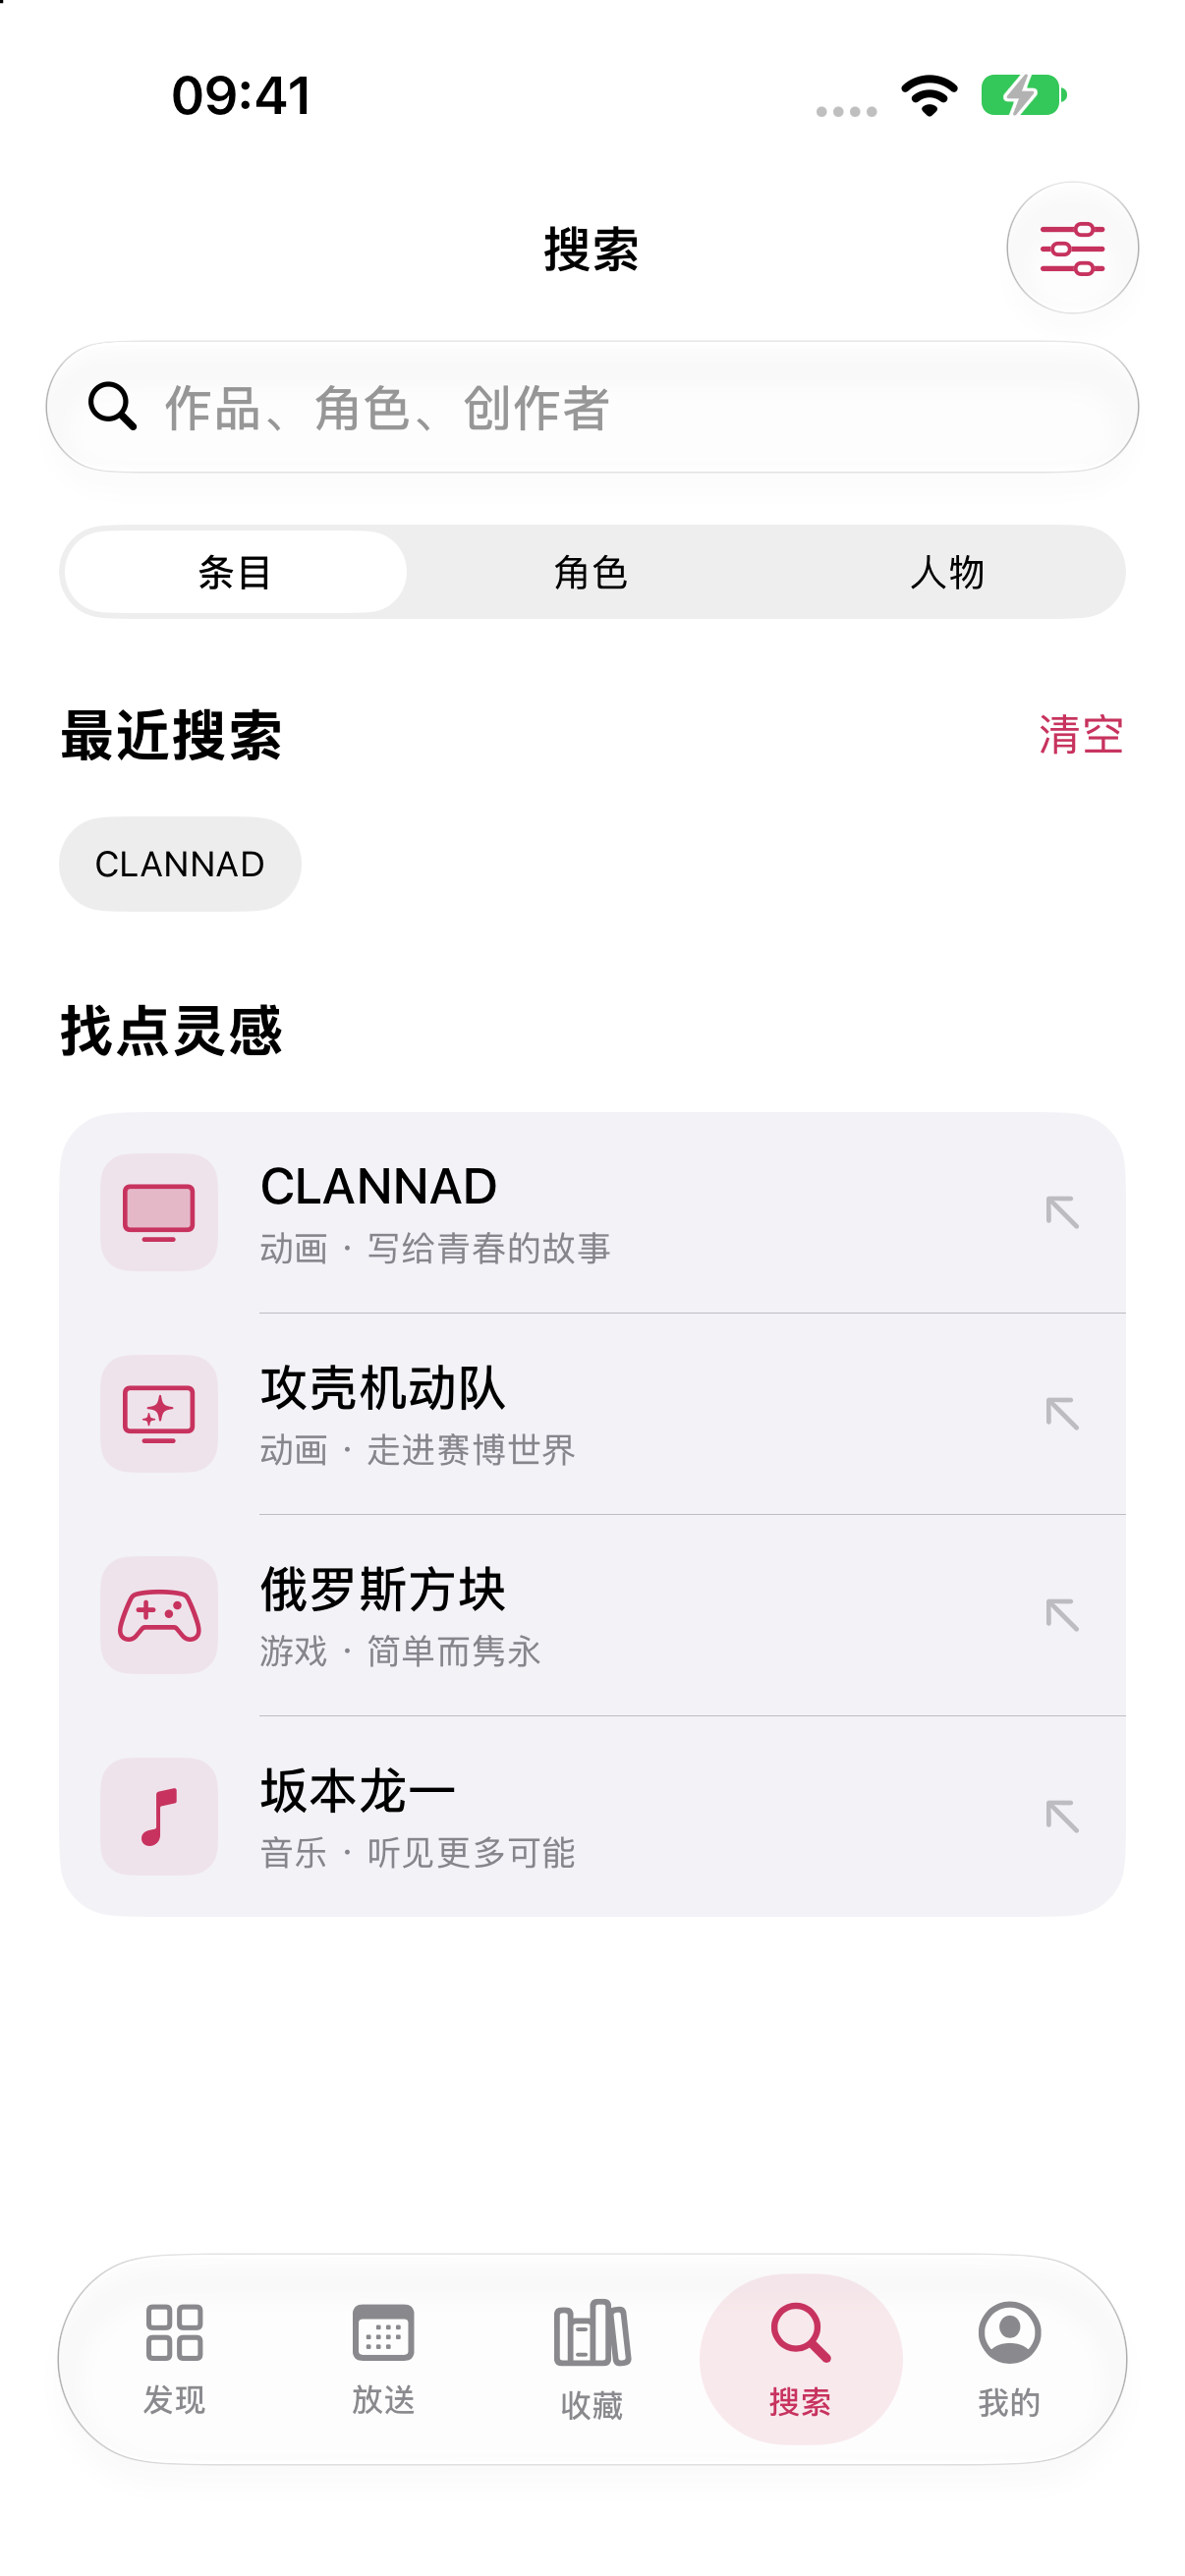 09:41
搜索
作品、角色、创作者
条目
角色
人物
最近搜索
清空
CLANNAD
找点灵感
CLANNAD
动画 · 写给青春的故事
攻壳机动队
动画 · 走进赛博世界
俄罗斯方块
游戏 · 简单而隽永
坂本龙一
音乐 · 听见更多可能
发现
放送
收藏
搜索
我的